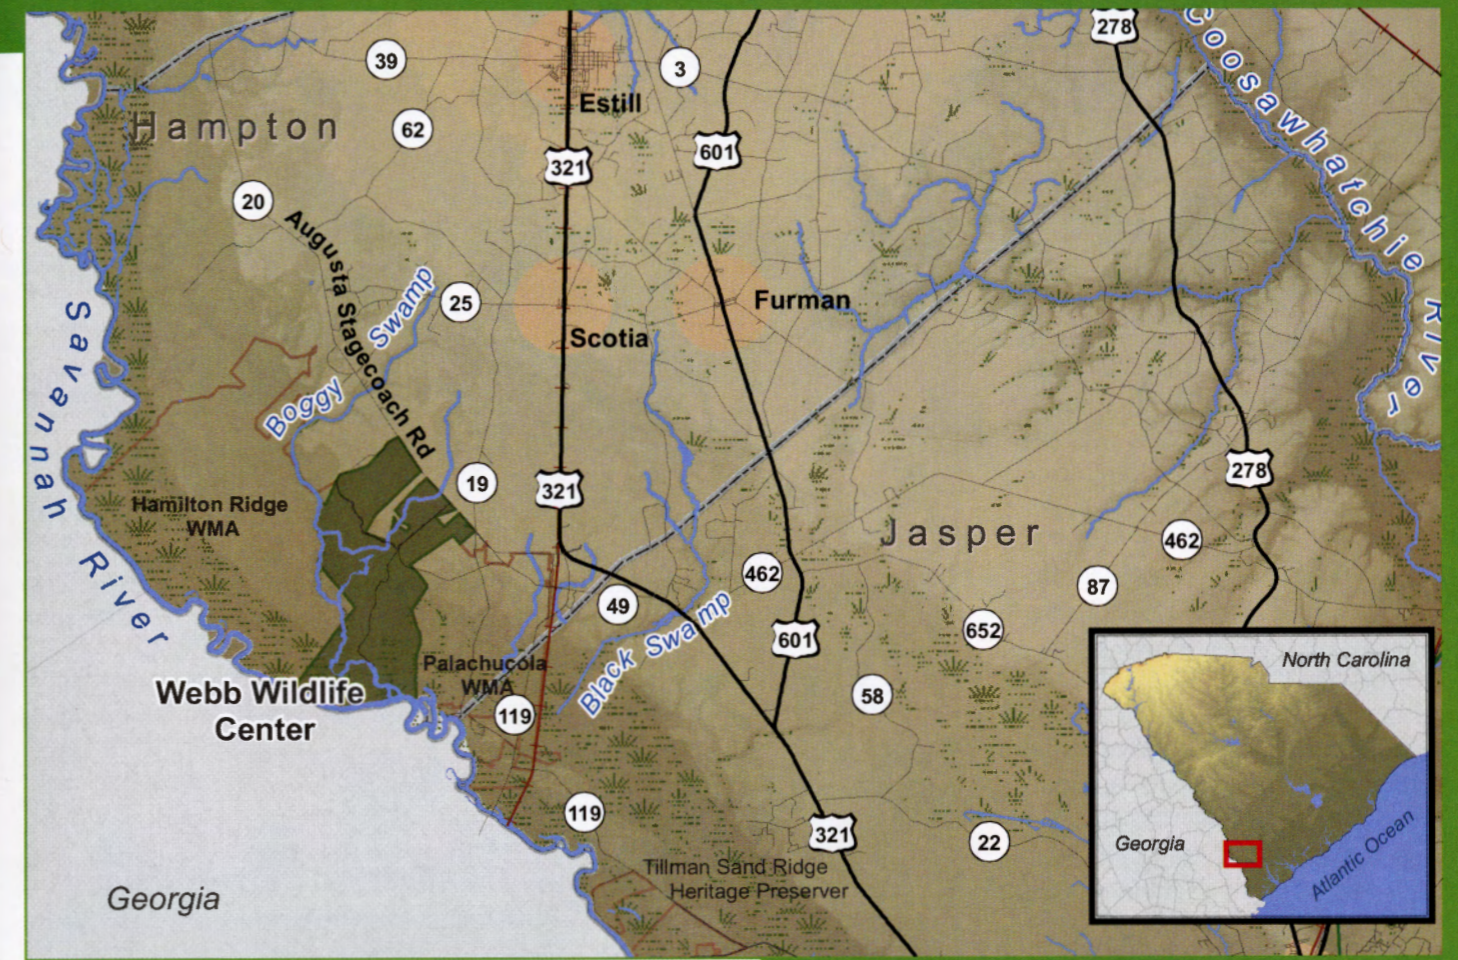 278
Coosawhatchie River
39
3
Estill
Hampton
62
601
321
20
Augusta Stagecoach Rd
Boggy Swamp
25
Furman
Scotia
Savannah River
278
19
321
Hamilton Ridge
WMA
Jasper
462
462
87
49
652
601
Black Swamp
Palachucola
WMA
Webb Wildlife
Center
58
119
119
321
22
Tillman Sand Ridge
Heritage Preserver
Georgia
North Carolina
Georgia
Atlantic Ocean